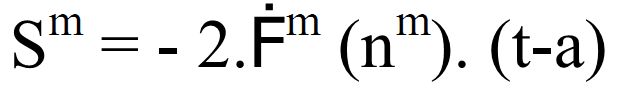 Sᵐ = - 2.Ḟᵐ (nᵐ). (t-a)